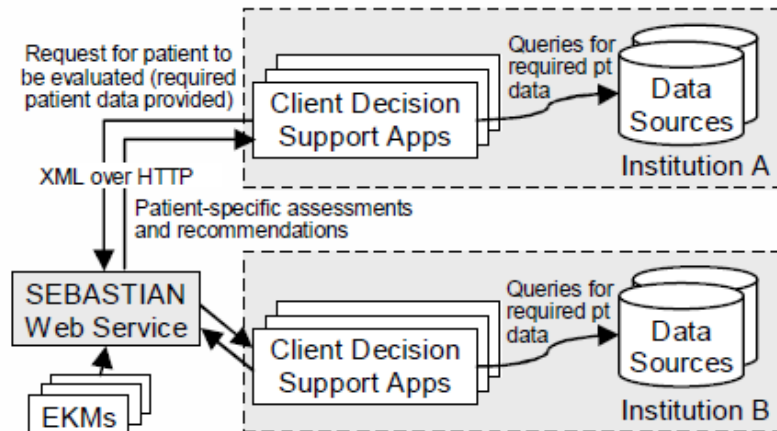 Request for patient to
be evaluated (required
patient data provided)
Client Decision
Support Apps
Queries for
required pt
data
Data
Sources
Institution A
XML over HTTP
Patient-specific assessments
and recommendations
SEBASTIAN
Web Service
EKMs
Client Decision
Support Apps
Queries for
required pt
data
Data
Sources
Institution B